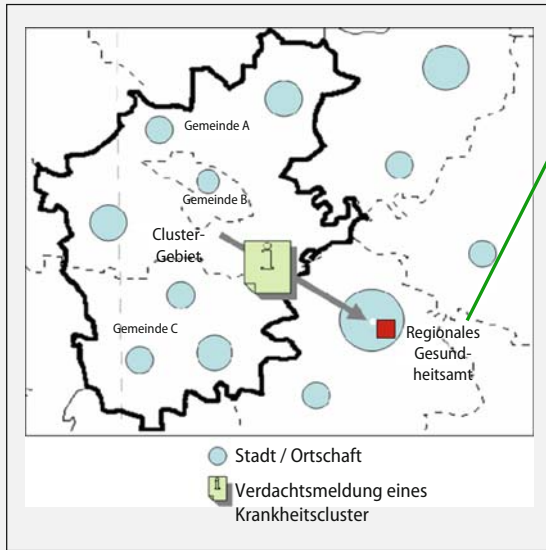 Gemeinde A
Gemeinde B
Cluster-
Gebiet
i
Gemeinde C
Regionales
Gesund-
heitsamt
Stadt / Ortschaft
i
Verdachtsmeldung eines
Krankheitscluster